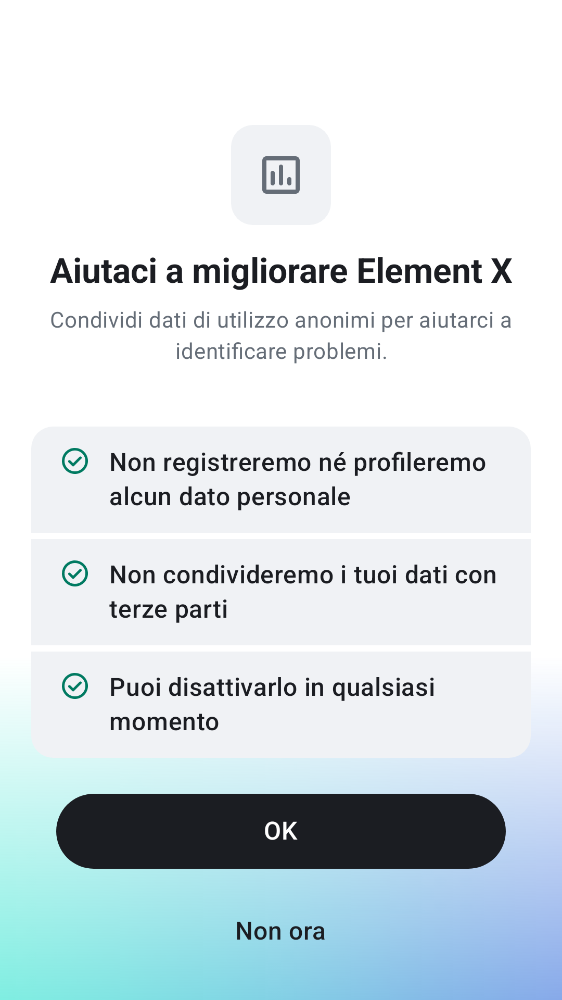 Aiutaci a migliorare Element X
Condividi dati di utilizzo anonimi per aiutarci a
identificare problemi.
Non registreremo né profileremo
alcun dato personale
Non condivideremo i tuoi dati con
terze parti
Puoi disattivarlo in qualsiasi
momento
OK
Non ora